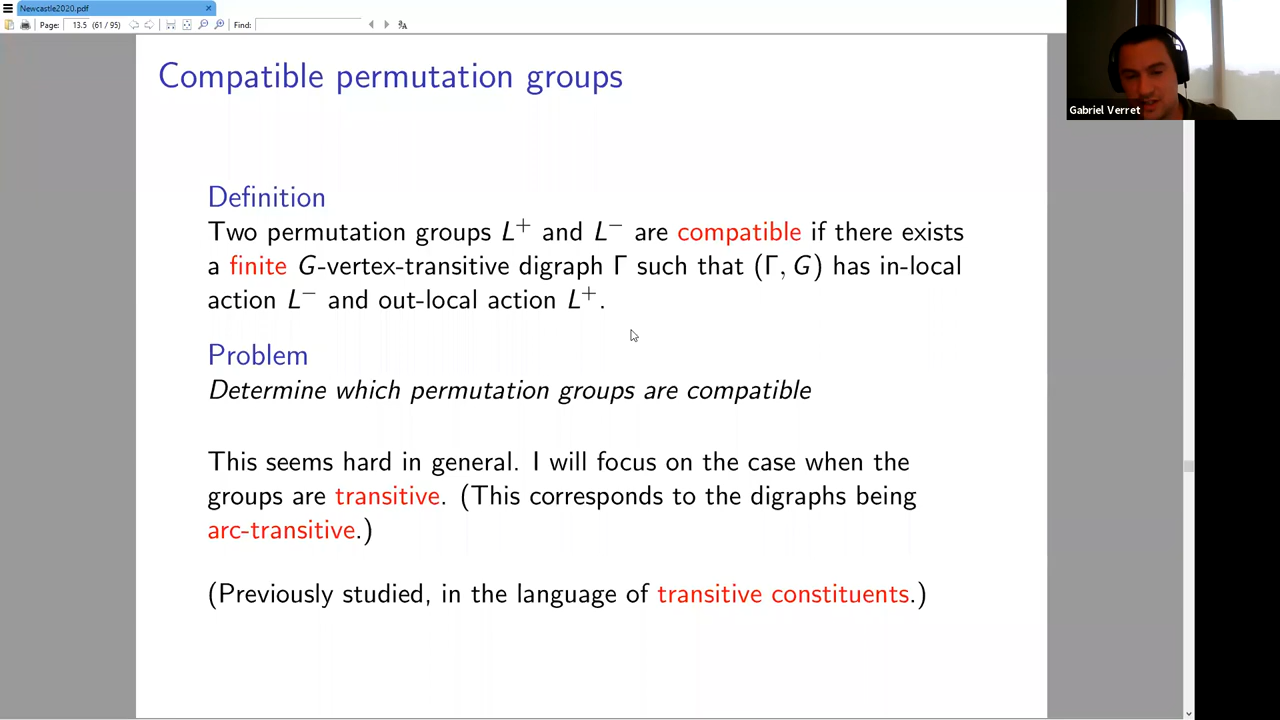 Newcastle2020.pdf
Page: 13.5 (61 / 95) Find:
Gabriel Verret
Compatible permutation groups
Definition
Two permutation groups L⁺ and L⁻ are compatible if there exists
a finite G-vertex-transitive digraph Γ such that (Γ, G) has in-local
action L⁻ and out-local action L⁺.
Problem
Determine which permutation groups are compatible
This seems hard in general. I will focus on the case when the
groups are transitive. (This corresponds to the digraphs being
arc-transitive.)
(Previously studied, in the language of transitive constituents.)